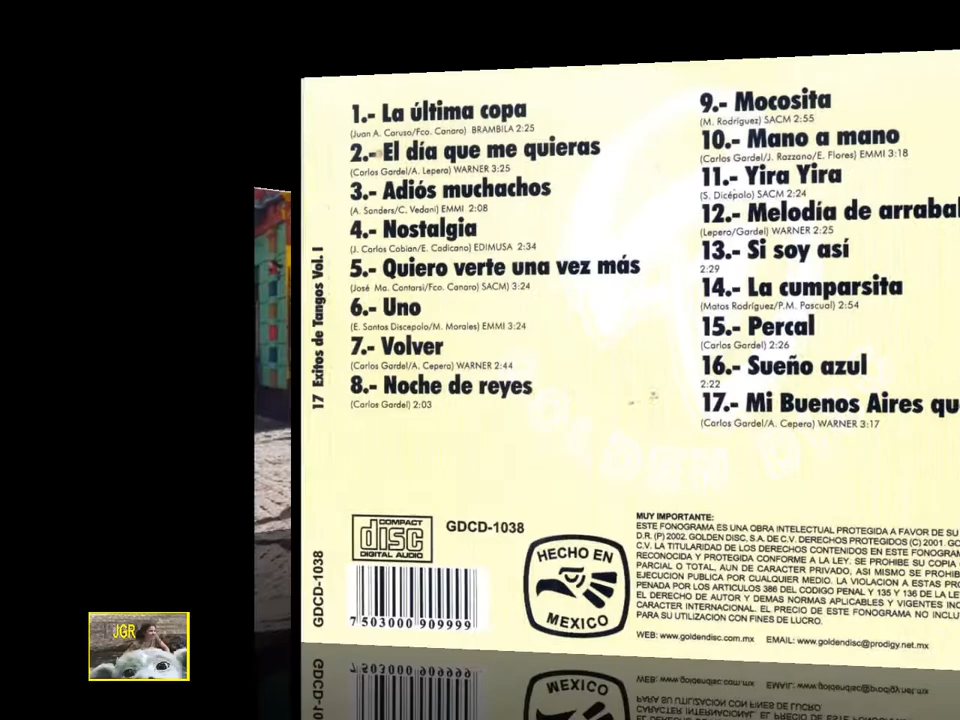 1.- La última copa
(Juan A. Caruso/Fco. Canaro) BRAMBILA 2:25
2.- El día que me quieras
(Carlos Gardel/A. Lepera) WARNER 3:25
3.- Adiós muchachos
(A. Sanders/C. Vedani) EMMI 2:08
4.- Nostalgia
(J. Carlos Cobian/E. Cadicano) EDIMUSA 2:34
5.- Quiero verte una vez más
(José Ma. Contarsi/Fco. Canaro) SACM) 3:24
6.- Uno
(E. Santos Discepolo/M. Morales) EMMI 3:24
7.- Volver
(Carlos Gardel/A. Cepera) WARNER 2:44
8.- Noche de reyes
(Carlos Gardel) 2:03
9.- Mocosita
(M. Rodríguez) SACM 2:55
10.- Mano a mano
(Carlos Gardel/J. Razzano/E. Flores) EMMI 3:18
11.- Yira Yira
(S. Dicépolo) SACM 2:24
12.- Melodía de arrabal
(Lepero/Gardel) WARNER 2:25
13.- Si soy así
2:29
14.- La cumparsita
(Matos Rodríguez/P.M. Pascual) 2:54
15.- Percal
(Carlos Gardel) 2:26
16.- Sueño azul
2:22
17.- Mi Buenos Aires qu
(Carlos Gardel/A. Cepero) WARNER 3:17
17 Exitos de Tangos Vol. I
GDCD-1038
COMPACT
disc
DIGITAL AUDIO
GDCD-1038
7 503000 909999
HECHO EN
MEXICO
MUY IMPORTANTE:
ESTE FONOGRAMA ES UNA OBRA INTELECTUAL PROTEGIDA A FAVOR DE SU
D.R. (P) 2002. GOLDEN DISC, S.A. DE C.V. DERECHOS PROTEGIDOS (C) 2001. GO
C.V. LA TITULARIDAD DE LOS DERECHOS CONTENIDOS EN ESTE FONOGRAM
RECONOCIDA Y PROTEGIDA CONFORME A LA LEY. SE PROHIBE SU COPIA
PARCIAL O TOTAL, AUN DE CARACTER PRIVADO, ASI MISMO SE PROHIB
EJECUCION PUBLICA POR CUALQUIER MEDIO. LA VIOLACION A ESTAS PRO
PENADA POR LOS ARTICULOS 386 DEL CODIGO PENAL Y 135 Y 136 DE LA LE
EL DERECHO DE AUTOR Y DEMAS NORMAS APLICABLES Y VIGENTES INC
CARACTER INTERNACIONAL. EL PRECIO DE ESTE FONOGRAMA NO INCLU
PARA SU UTILIZACION CON FINES DE LUCRO.
WEB: www.goldendisc.com.mx EMAIL: www.goldendisc@prodigy.net.mx
JGR